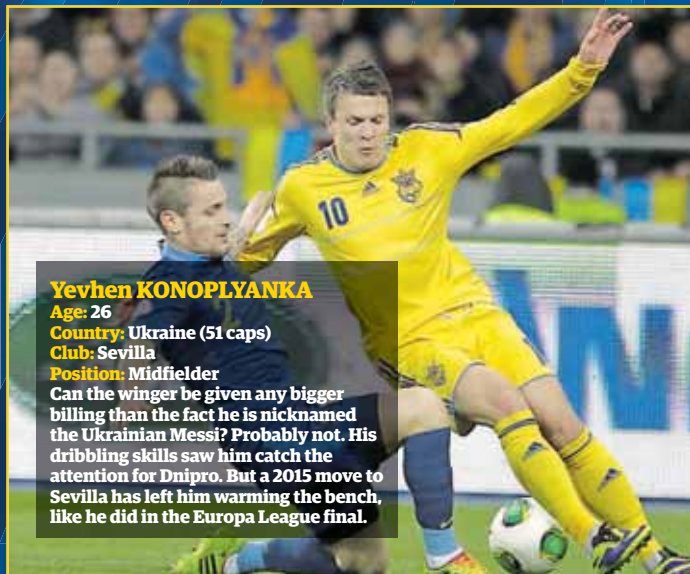 10
Yevhen KONOPLYANKA
Age: 26
Country: Ukraine (51 caps)
Club: Sevilla
Position: Midfielder
Can the winger be given any bigger
billing than the fact he is nicknamed
the Ukrainian Messi? Probably not. His
dribbling skills saw him catch the
attention for Dnipro. But a 2015 move to
Sevilla has left him warming the bench,
like he did in the Europa League final.